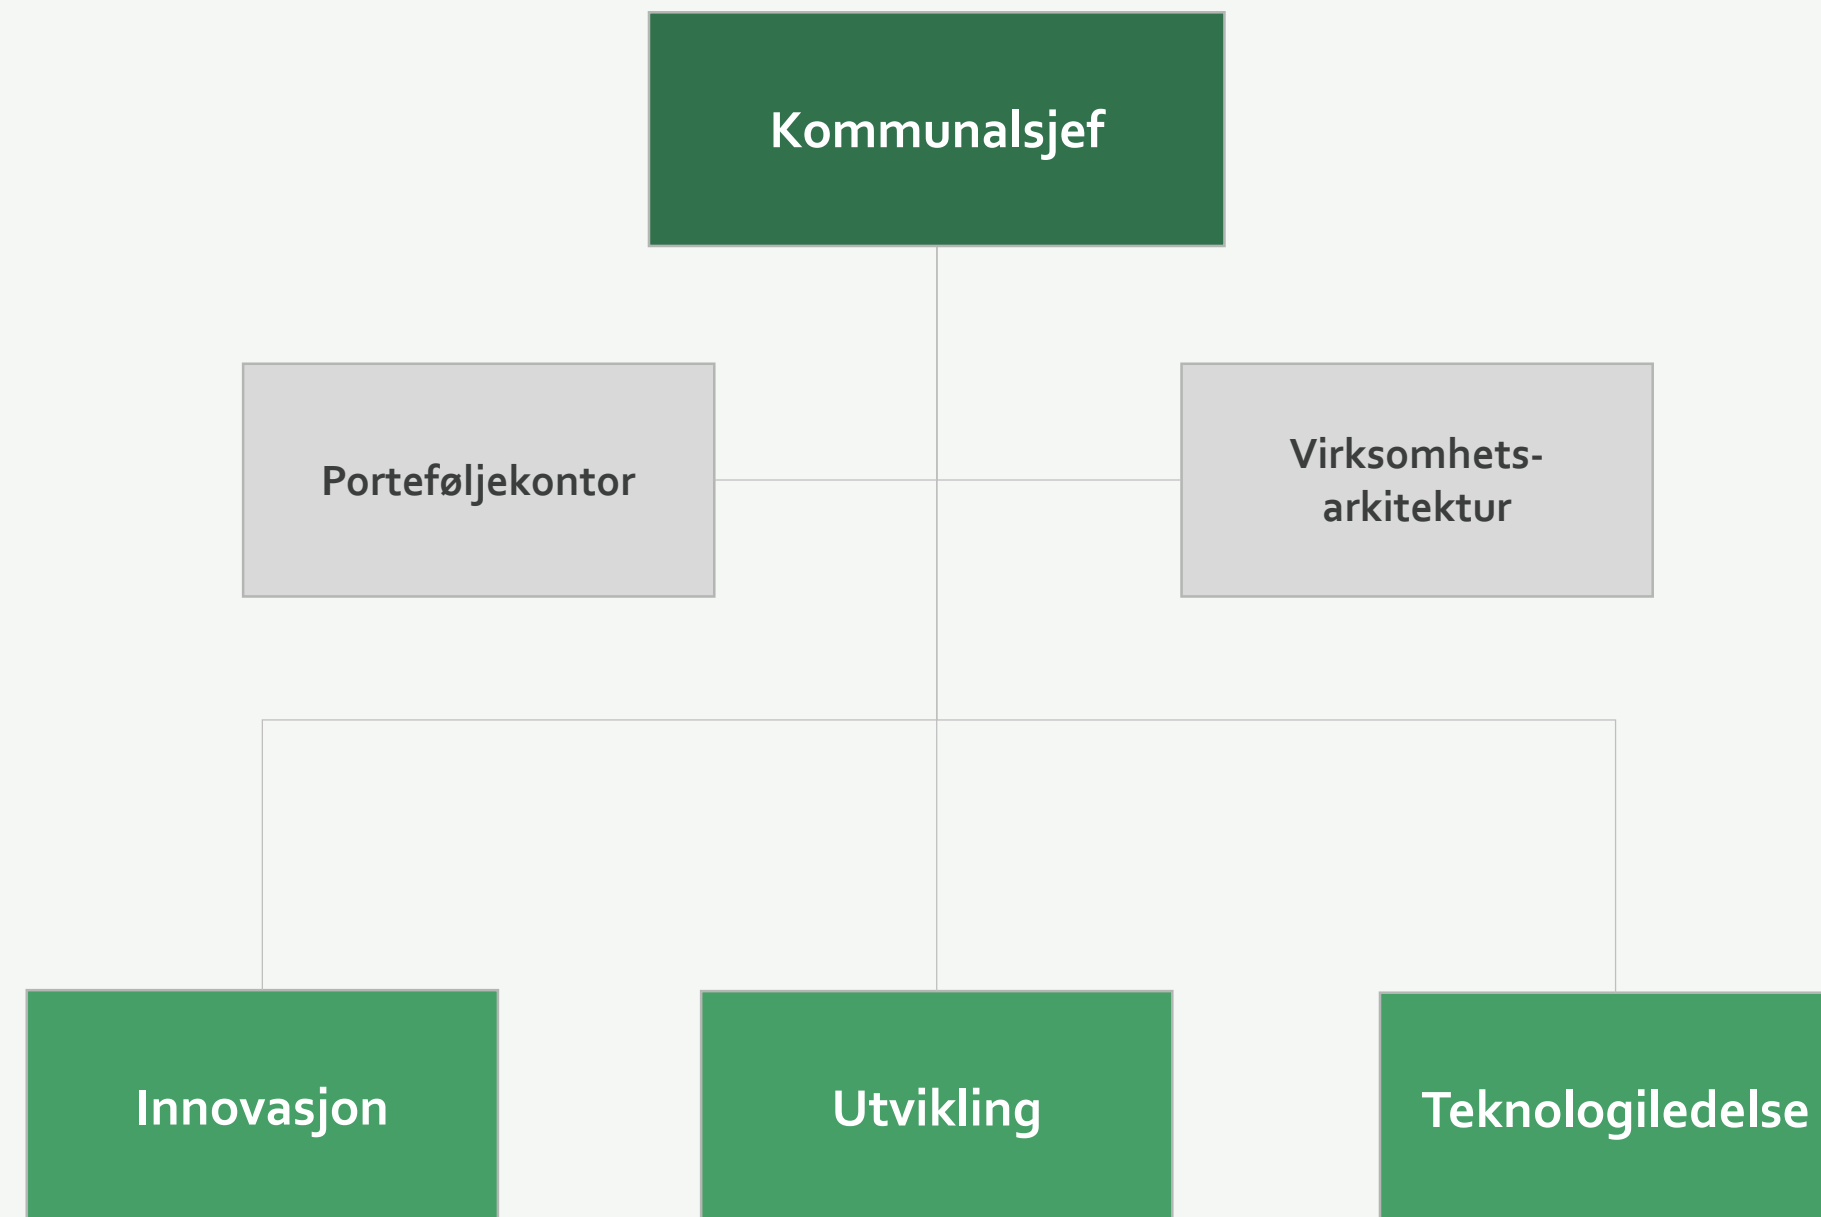 Kommunalsjef
Porteføljekontor
Virksomhets-
arkitektur
Innovasjon
Utvikling
Teknologiledelse